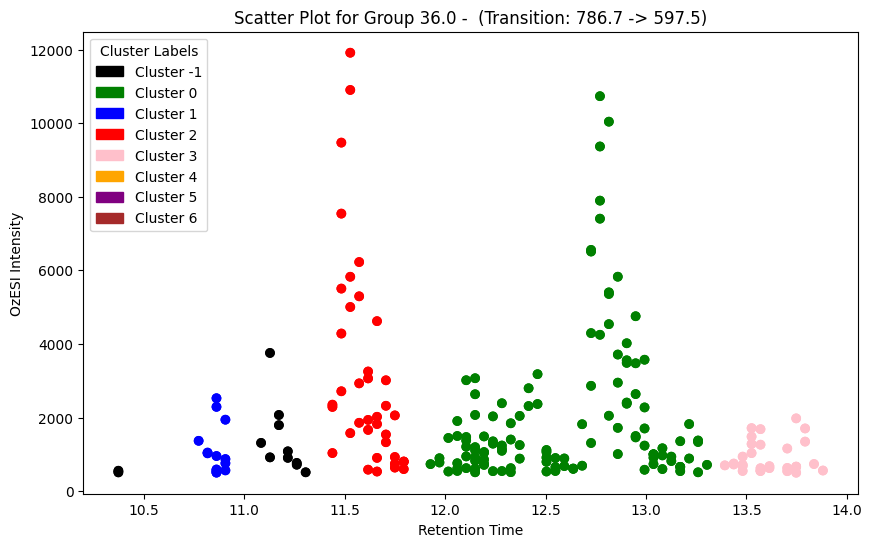 Scatter Plot for Group 36.0 -  (Transition: 786.7 -> 597.5)
Cluster Labels
Cluster -1
Cluster 0
Cluster 1
Cluster 2
Cluster 3
Cluster 4
Cluster 5
Cluster 6
OzESI Intensity
12000
10000
8000
6000
4000
2000
0
10.5 11.0 11.5 12.0 12.5 13.0 13.5 14.0
Retention Time